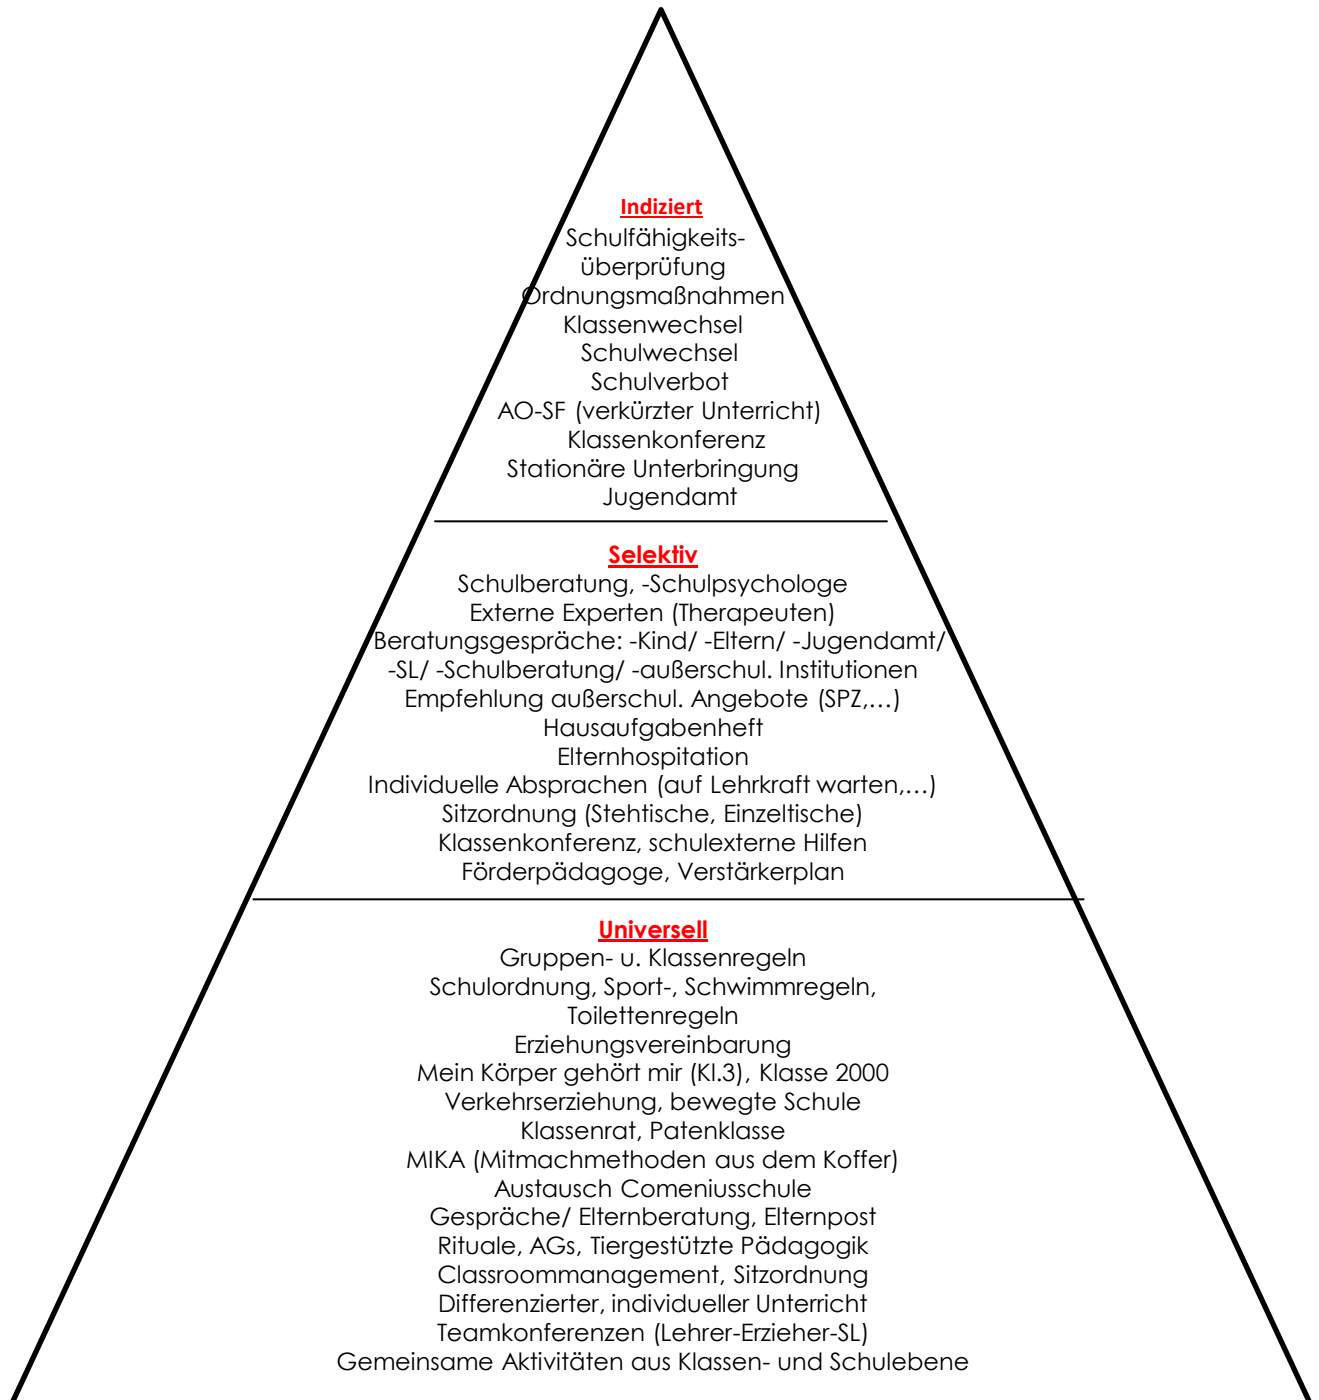 Indiziert
Schulfähigkeits-
überprüfung
Ordnungsmaßnahmen
Klassenwechsel
Schulwechsel
Schulverbot
AO-SF (verkürzter Unterricht)
Klassenkonferenz
Stationäre Unterbringung
Jugendamt
Selektiv
Schulberatung, -Schulpsychologe
Externe Experten (Therapeuten)
Beratungsgespräche: -Kind/ -Eltern/ -Jugendamt/
-SL/ -Schulberatung/ -außerschul. Institutionen
Empfehlung außerschul. Angebote (SPZ,…)
Hausaufgabenheft
Elternhospitation
Individuelle Absprachen (auf Lehrkraft warten,…)
Sitzordnung (Stehtische, Einzeltische)
Klassenkonferenz, schulexterne Hilfen
Förderpädagoge, Verstärkerplan
Universell
Gruppen- u. Klassenregeln
Schulordnung, Sport-, Schwimmregeln,
Toilettenregeln
Erziehungsvereinbarung
Mein Körper gehört mir (Kl.3), Klasse 2000
Verkehrserziehung, bewegte Schule
Klassenrat, Patenklasse
MIKA (Mitmachmethoden aus dem Koffer)
Austausch Comeniusschule
Gespräche/ Elternberatung, Elternpost
Rituale, AGs, Tiergestützte Pädagogik
Classroommanagement, Sitzordnung
Differenzierter, individueller Unterricht
Teamkonferenzen (Lehrer-Erzieher-SL)
Gemeinsame Aktivitäten aus Klassen- und Schulebene